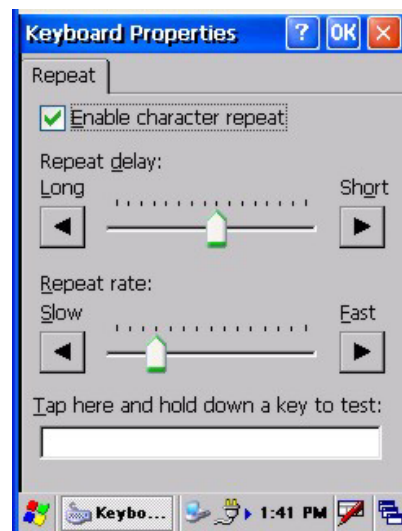 Keyboard Properties ? OK ×
Repeat
Enable character repeat
Repeat delay:
Long Short
Repeat rate:
Slow Fast
Tap here and hold down a key to test:
Keybo... 1:41 PM